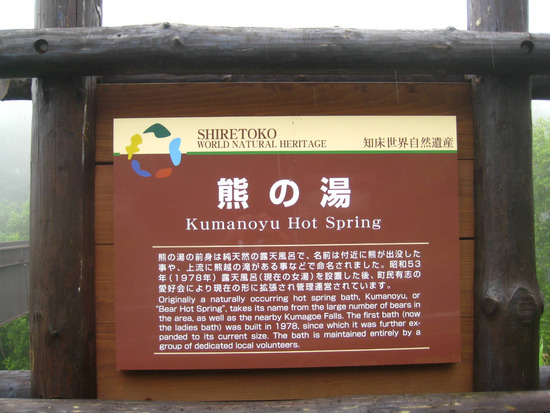 SHIRETOKO
WORLD NATURAL HERITAGE
知床世界自然遺産
熊の湯
Kumanoyu Hot Spring
熊の湯の前身は純天然の露天風呂で、名前は付近に熊が出没した
事や、上流に熊越の滝がある事などで命名されました。昭和53
年(1978年)露天風呂(現在の女湯)を設置した後、町民有志の
愛好会により現在の形に拡張され管理運営されています。
Originally a naturally occurring hot spring bath, Kumanoyu, or
"Bear Hot Spring", takes its name from the large number of bears in
the area, as well as the nearby Kumagoe Falls. The first bath (now
the ladies bath) was built in 1978, since which it was further ex-
panded to its current size. The bath is maintained entirely by a
group of dedicated local volunteers.